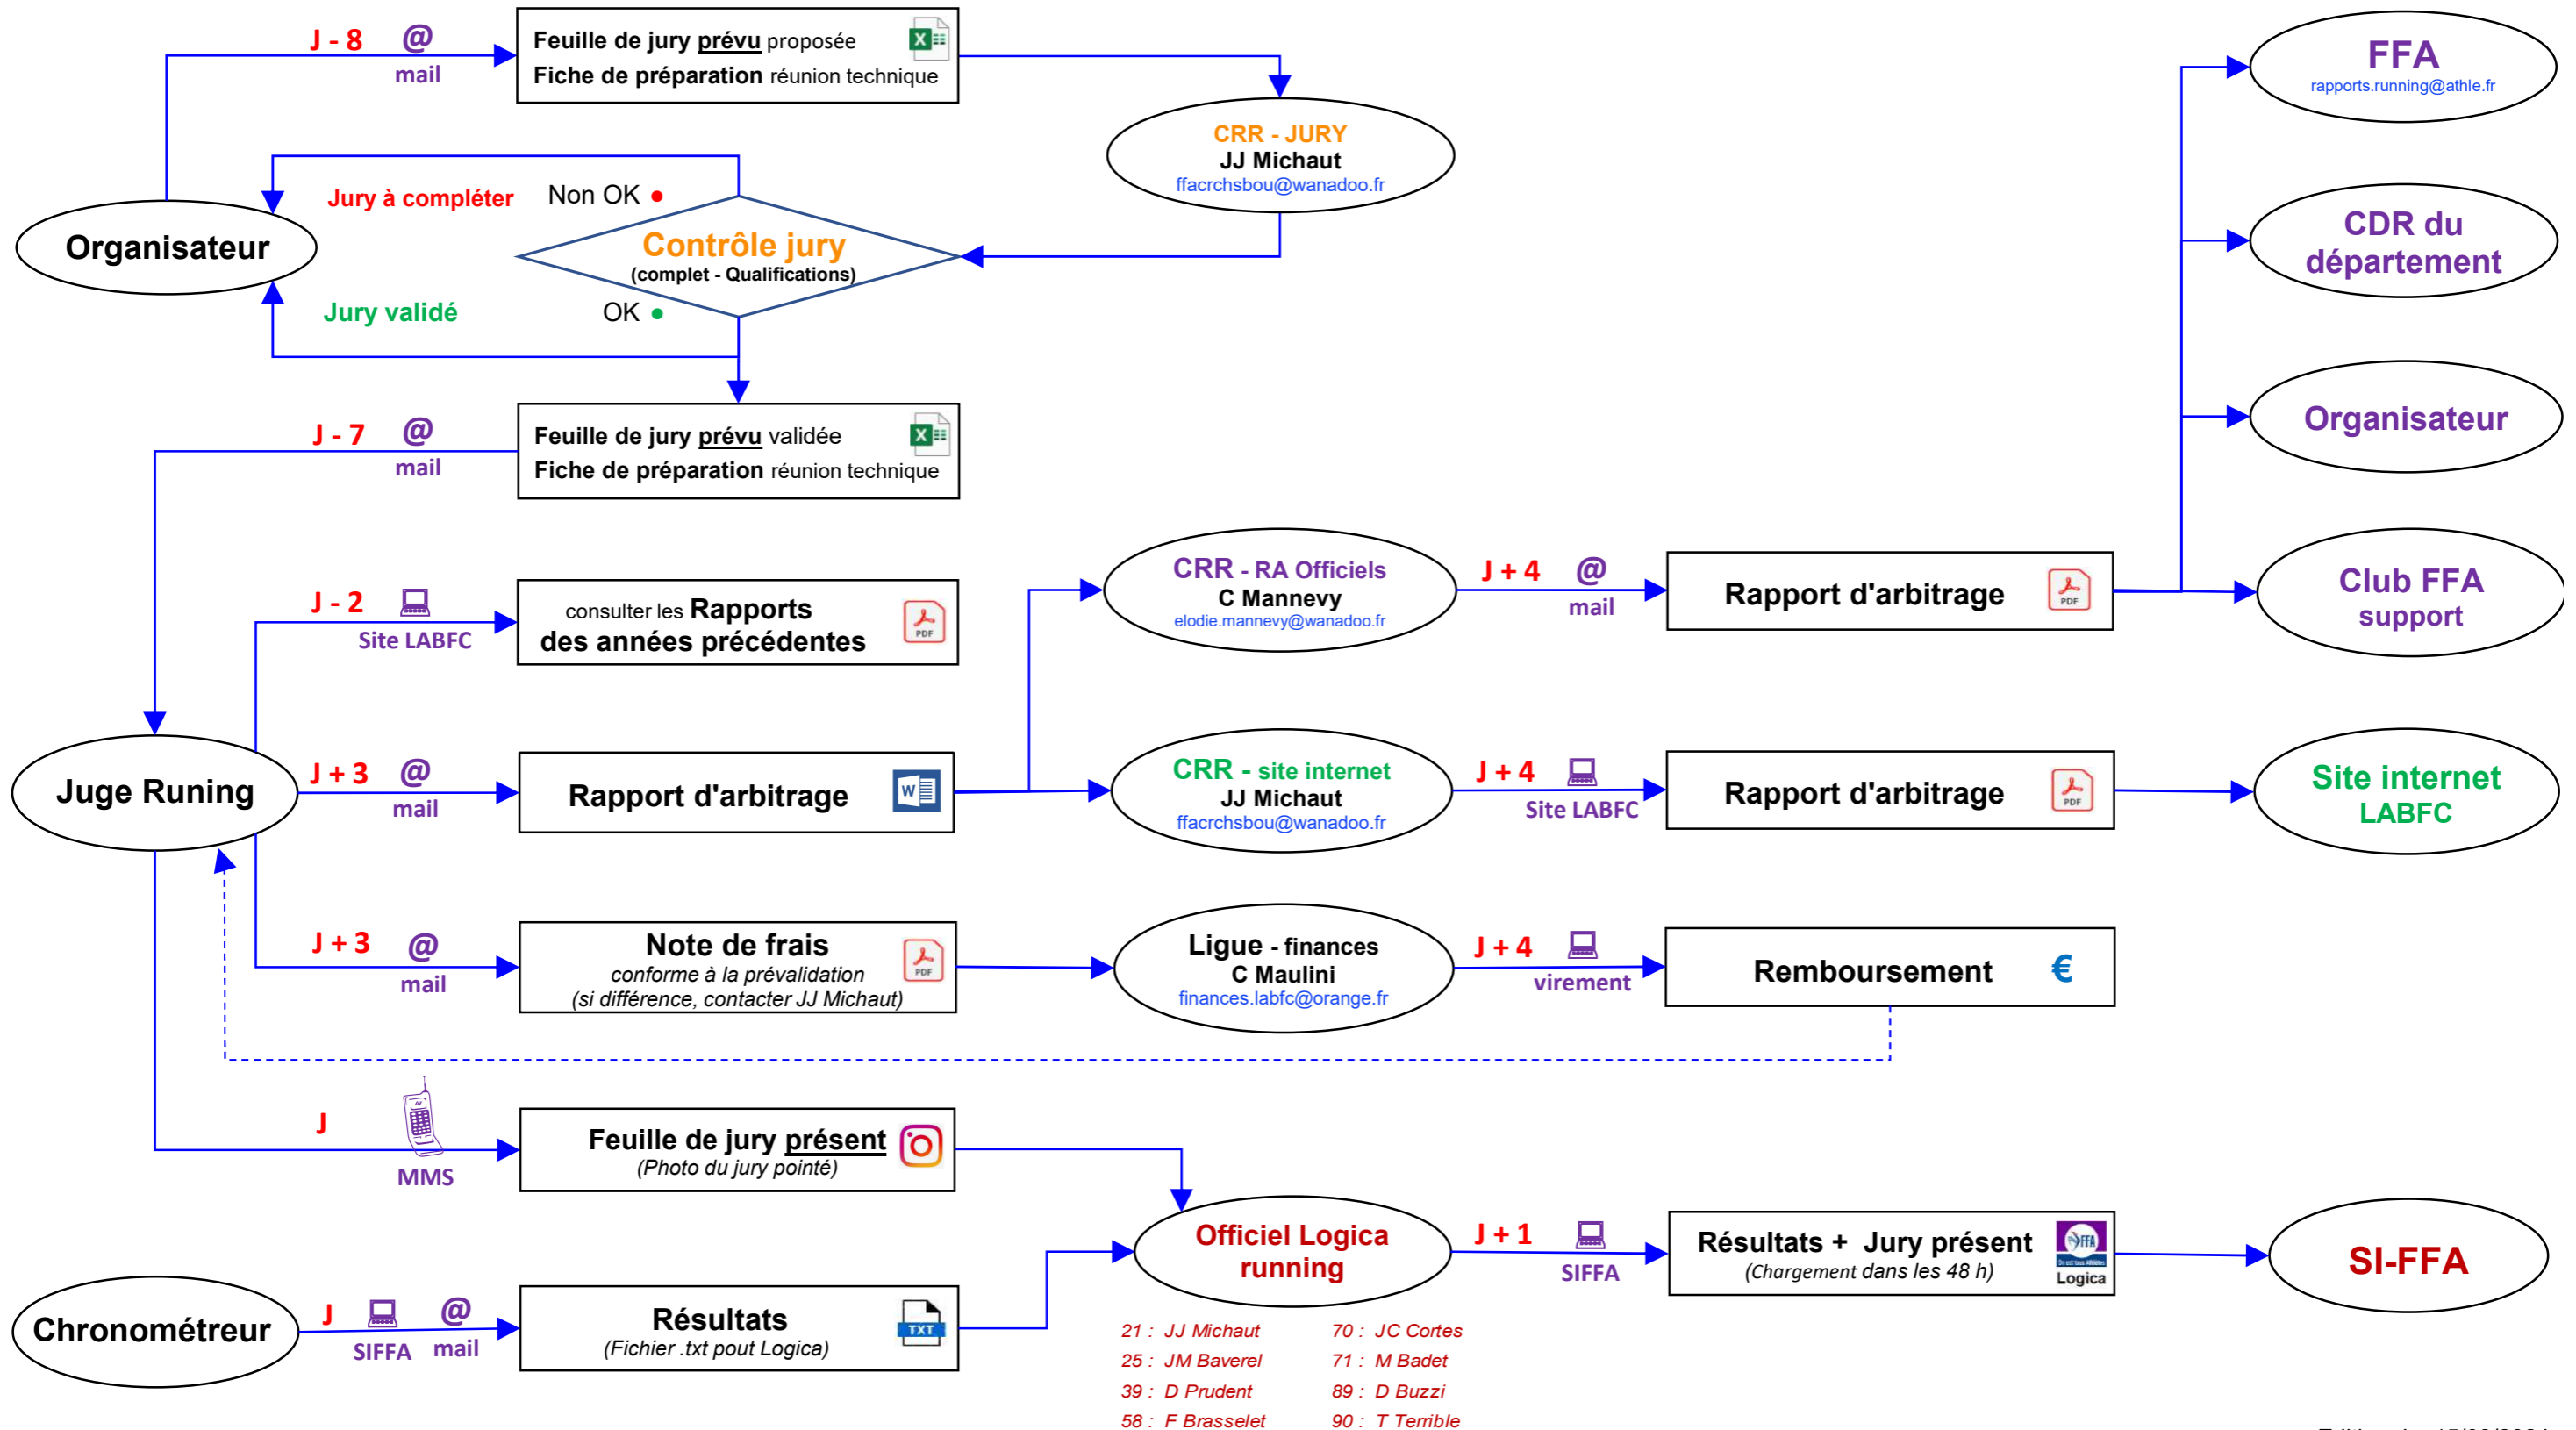 J - 8 @
mail
Feuille de jury prévu proposée
Fiche de préparation réunion technique
CRR - JURY
JJ Michaut
ffacrchsbou@wanadoo.fr
FFA
rapports.running@athle.fr
Organisateur
Jury à compléter
Non OK
Contrôle jury
(complet - Qualifications)
Jury validé
OK
CDR du
département
J - 7 @
mail
Feuille de jury prévu validée
Fiche de préparation réunion technique
Organisateur
J - 2
Site LABFC
consulter les Rapports
des années précédentes
PDF
CRR - RA Officiels
C Mannevy
elodie.mannevy@wanadoo.fr
J + 4 @
mail
Rapport d'arbitrage
PDF
Club FFA
support
Juge Runing
J + 3 @
mail
Rapport d'arbitrage
W
CRR - site internet
JJ Michaut
ffacrchsbou@wanadoo.fr
J + 4
Site LABFC
Rapport d'arbitrage
PDF
Site internet
LABFC
J + 3 @
mail
Note de frais
conforme à la prévalidation
(si différence, contacter JJ Michaut)
PDF
Ligue - finances
C Maulini
finances.labfc@orange.fr
J + 4
virement
Remboursement €
J
MMS
Feuille de jury présent
(Photo du jury pointé)
Officiel Logica
running
J + 1
SIFFA
Résultats + Jury présent
(Chargement dans les 48 h)
FFA
Logica
SI-FFA
Chronométreur
J @
SIFFA mail
Résultats
(Fichier .txt pout Logica)
TXT
21 : JJ Michaut
25 : JM Baverel
39 : D Prudent
58 : F Brasselet
70 : JC Cortes
71 : M Badet
89 : D Buzzi
90 : T Terrible